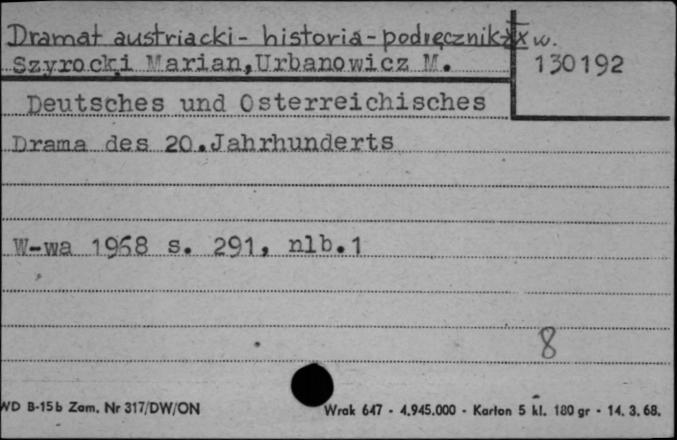 Dramat austriacki - historia - podręcznik XX w.
Szyrocki Marian, Urbanowicz M.
130192
Deutsches und Osterreichisches
Drama des 20. Jahrhunderts
W-wa 1968 s. 291, nlb. 1
8
WD B-15b Zam. Nr 317/DW/ON
Wrak 647 - 4.945.000 - Karton 5 kl. 180 gr - 14. 3. 68.